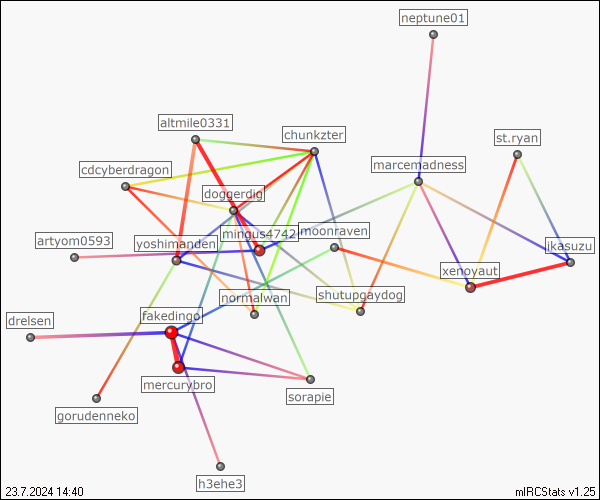 neptune01
altmile0331
chunkzter
st.ryan
cdcyberdragon
marcemadness
doggerdig
artyom0593
yoshimanden
mingus4742
moonraven
ikasuzu
xenoyaut
normalwan
shutupgaydog
drelsen
fakedingo
mercurybro
sorapie
gorudenneko
h3ehe3
23.7.2024 14:40
mIRCStats v1.25